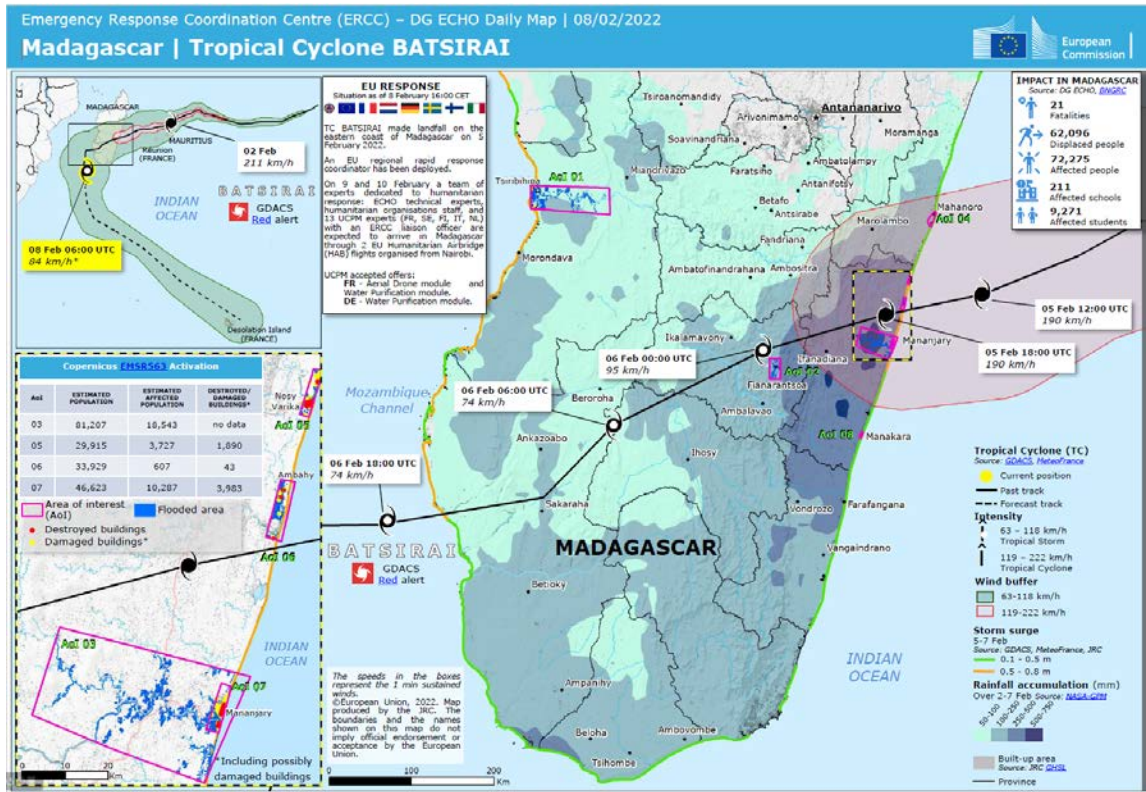 Emergency Response Coordination Centre (ERCC) – DG ECHO Daily Map | 08/02/2022
Madagascar | Tropical Cyclone BATSIRAI
European
Commission
MADAGASCAR
MAURITIUS
Réunion
(FRANCE)
02 Feb
211 km/h
BATSIRAI
GDACS
Red alert
INDIAN
OCEAN
08 Feb 06:00 UTC
84 km/h*
Desolation Island
(FRANCE)
EU RESPONSE
Situation as of 8 February 16:00 CET
TC BATSIRAI made landfall on the
eastern coast of Madagascar on 5
February 2022.
An EU regional rapid response
coordinator has been deployed.
On 9 and 10 February a team of
experts dedicated to humanitarian
response: ECHO technical experts,
humanitarian organisations staff, and
13 UCPM experts (FR, SE, FI, IT, NL)
with an ERCC liaison officer are
expected to arrive in Madagascar
through 2 EU Humanitarian Airbridge
(HAB) flights organised from Nairobi.
UCPM accepted offers:
FR - Aerial Drone module and
Water Purification module.
DE - Water Purification module.
IMPACT IN MADAGASCAR
Source: DG ECHO, BNGRC
21
Fatalities
62,096
Displaced people
72,275
Affected people
211
Affected schools
9,271
Affected students
Tsiroanomandidy
Antananarivo
Arivonimamo
Moramanga
Soavinandriana
Ambatolampy
Miandrivazo
Faratsiho
Tsiribihina
AoI 01
Antanifotsy
Betafo
Antsirabe
Mahanoro
AoI 04
Marolambo
Fandriana
Morondava
Ambatofinandrahana
Ambositra
05 Feb 12:00 UTC
190 km/h
05 Feb 18:00 UTC
190 km/h
Ikalamavony
Mananjary
06 Feb 00:00 UTC
95 km/h
Ifanadiana
AoI 02
Fianarantsoa
06 Feb 06:00 UTC
74 km/h
Mozambique
Channel
Beroroha
Ambalavao
AoI 08
Manakara
Ankazoabo
Ihosy
06 Feb 18:00 UTC
74 km/h
Sakaraha
Vondrozo
Farafangana
MADAGASCAR
Vangaindrano
BATSIRAI
GDACS
Red alert
Betioky
INDIAN
OCEAN
Ampanihy
Beloha
Ambovombe
Tsihombe
Copernicus EMSR563 Activation
AoI ESTIMATED POPULATION ESTIMATED AFFECTED POPULATION DESTROYED/ DAMAGED BUILDINGS*
03 81,207 18,543 no data
05 29,915 3,727 1,890
06 33,929 607 43
07 46,623 10,287 3,983
Area of interest (AoI)
Flooded area
Destroyed buildings
Damaged buildings*
Nosy
Varika
AoI 05
Ambahy
AoI 06
INDIAN
OCEAN
AoI 03
AoI 07
Mananjary
*Including possibly
damaged buildings
0 10 20
Km
The speeds in the boxes
represent the 1 min sustained
winds.
©European Union, 2022. Map
produced by the JRC. The
boundaries and the names
shown on this map do not
imply official endorsement or
acceptance by the European
Union.
0 100 200
Km
Tropical Cyclone (TC)
Source: GDACS, MeteoFrance
Current position
Past track
Forecast track
Intensity
63 – 118 km/h
Tropical Storm
119 – 222 km/h
Tropical Cyclone
Wind buffer
63-118 km/h
119-222 km/h
Storm surge
5-7 Feb
Source: GDACS, MeteoFrance, JRC
0.1 - 0.5 m
0.5 - 0.8 m
Rainfall accumulation (mm)
Over 2-7 Feb Source: NASA-GPM
50-100
100-250
250-500
500-750
Built-up area
Source: JRC GHSL
Province